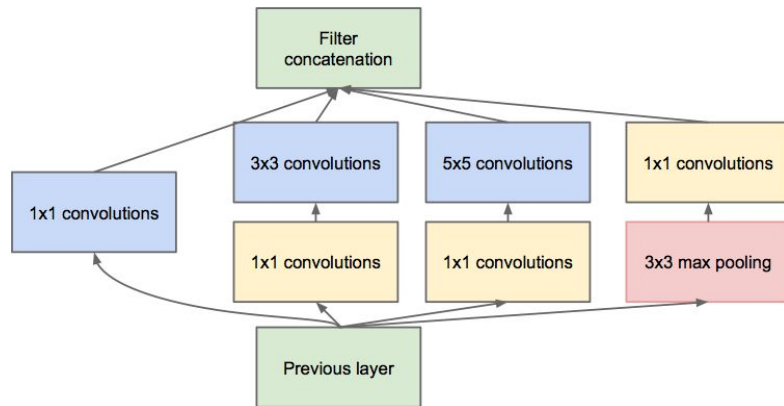 Filter
concatenation
3x3 convolutions
5x5 convolutions
1x1 convolutions
1x1 convolutions
1x1 convolutions
1x1 convolutions
3x3 max pooling
Previous layer